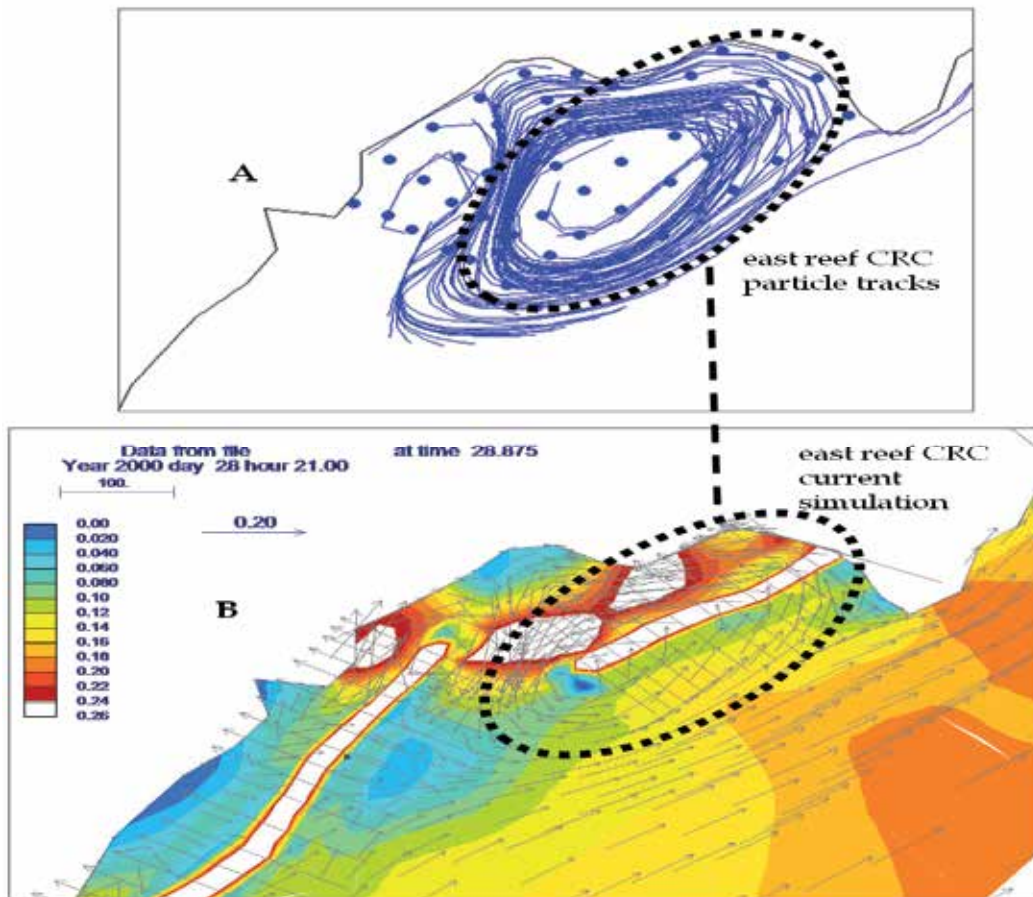 A
east reef CRC
particle tracks
Data from file at time 28.875
Year 2000 day 28 hour 21.00
100.
0.20
east reef CRC
current
simulation
0.00
0.020
0.040
0.060
0.080
0.10
0.12
0.14
0.16
0.18
0.20
0.22
0.24
0.26
B